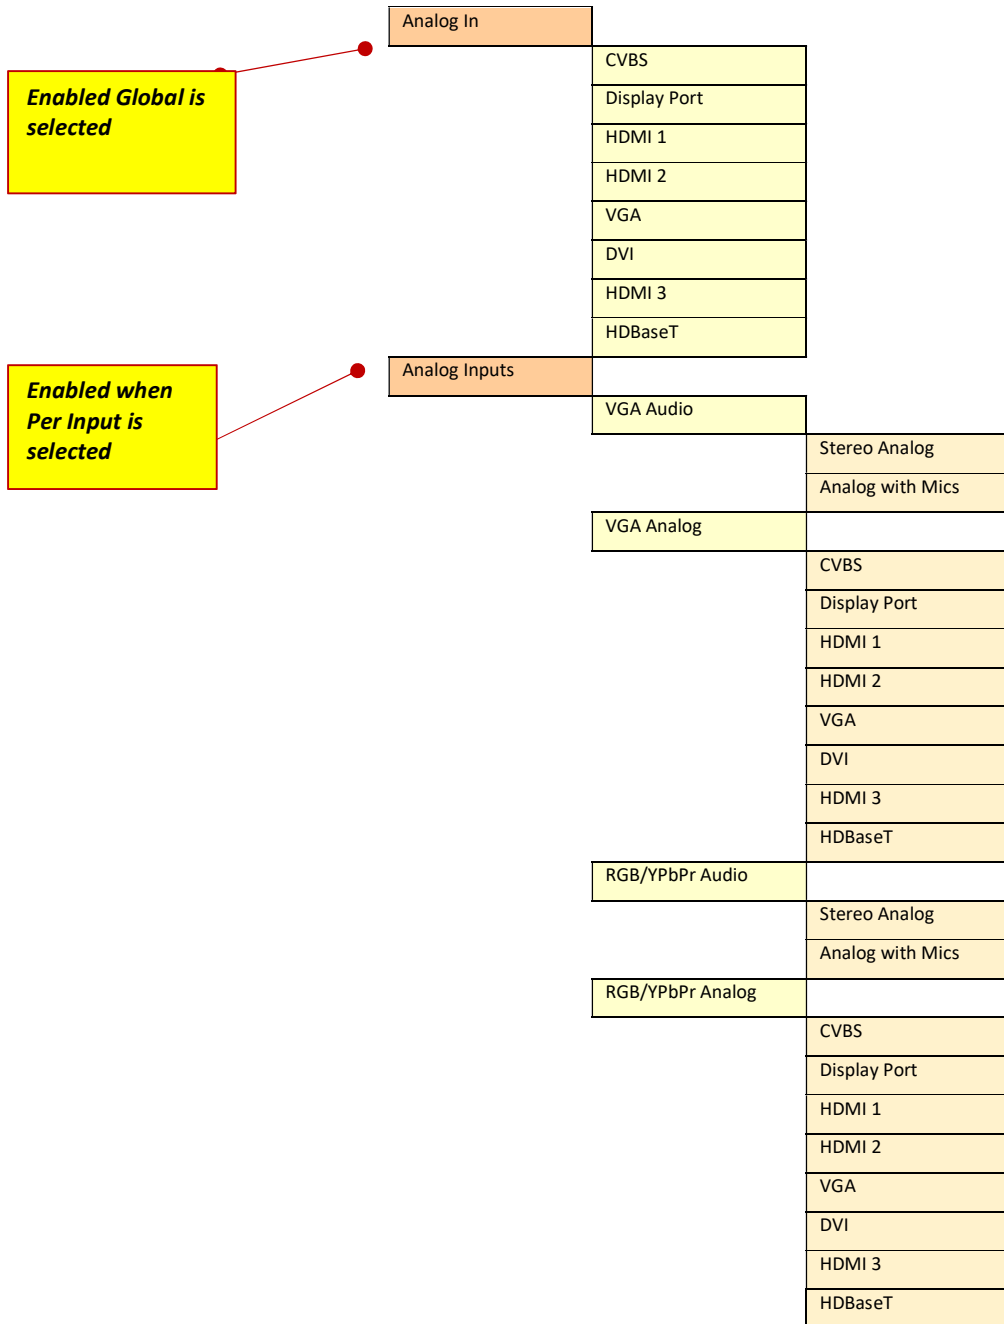 Analog In
Enabled Global is
selected
CVBS
Display Port
HDMI 1
HDMI 2
VGA
DVI
HDMI 3
HDBaseT
Analog Inputs
Enabled when
Per Input is
selected
VGA Audio
Stereo Analog
Analog with Mics
VGA Analog
CVBS
Display Port
HDMI 1
HDMI 2
VGA
DVI
HDMI 3
HDBaseT
RGB/YPbPr Audio
Stereo Analog
Analog with Mics
RGB/YPbPr Analog
CVBS
Display Port
HDMI 1
HDMI 2
VGA
DVI
HDMI 3
HDBaseT